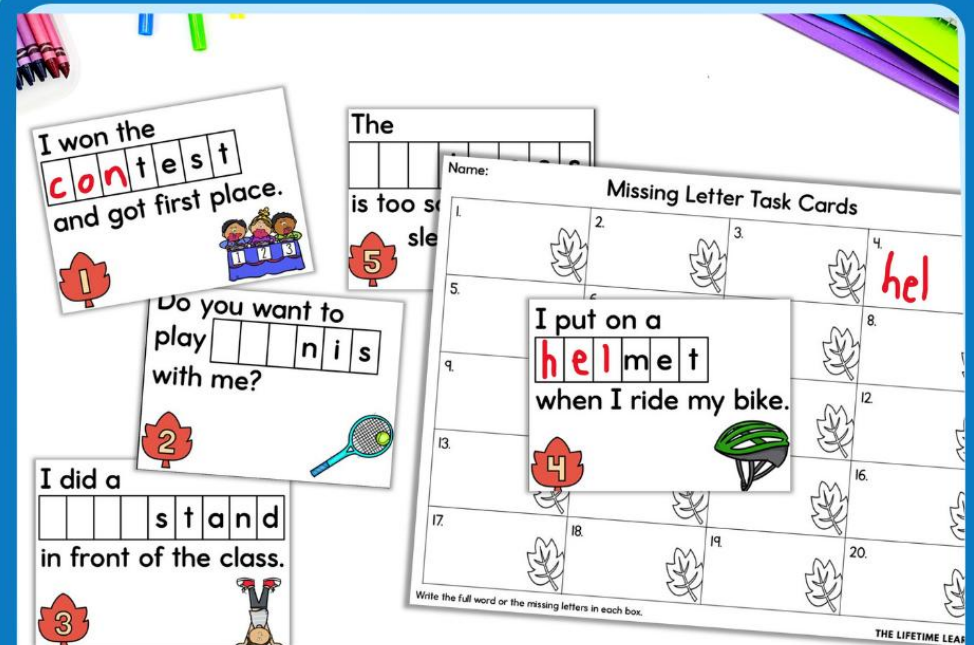 I won the
contest
and got first place.
1 2 3
1
The
is too
5
Do you want to
play nis
with me?
2
I did a
stand
in front of the class.
3
Name:
Missing Letter Task Cards
1.
2.
3.
4.
hel
5.
8.
9.
12.
13.
16.
17.
18.
19.
20.
I put on a
helmet
when I ride my bike.
4
Write the full word or the missing letters in each box.
THE LIFETIME